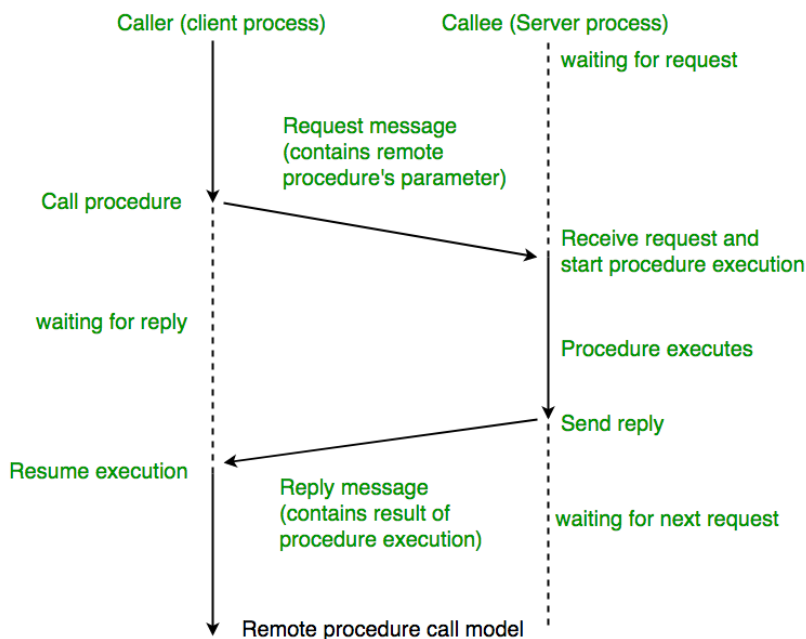 Caller (client process)
Callee (Server process)
waiting for request
Request message
(contains remote
procedure's parameter)
Call procedure
Receive request and
start procedure execution
waiting for reply
Procedure executes
Send reply
Resume execution
Reply message
(contains result of
procedure execution)
waiting for next request
Remote procedure call model